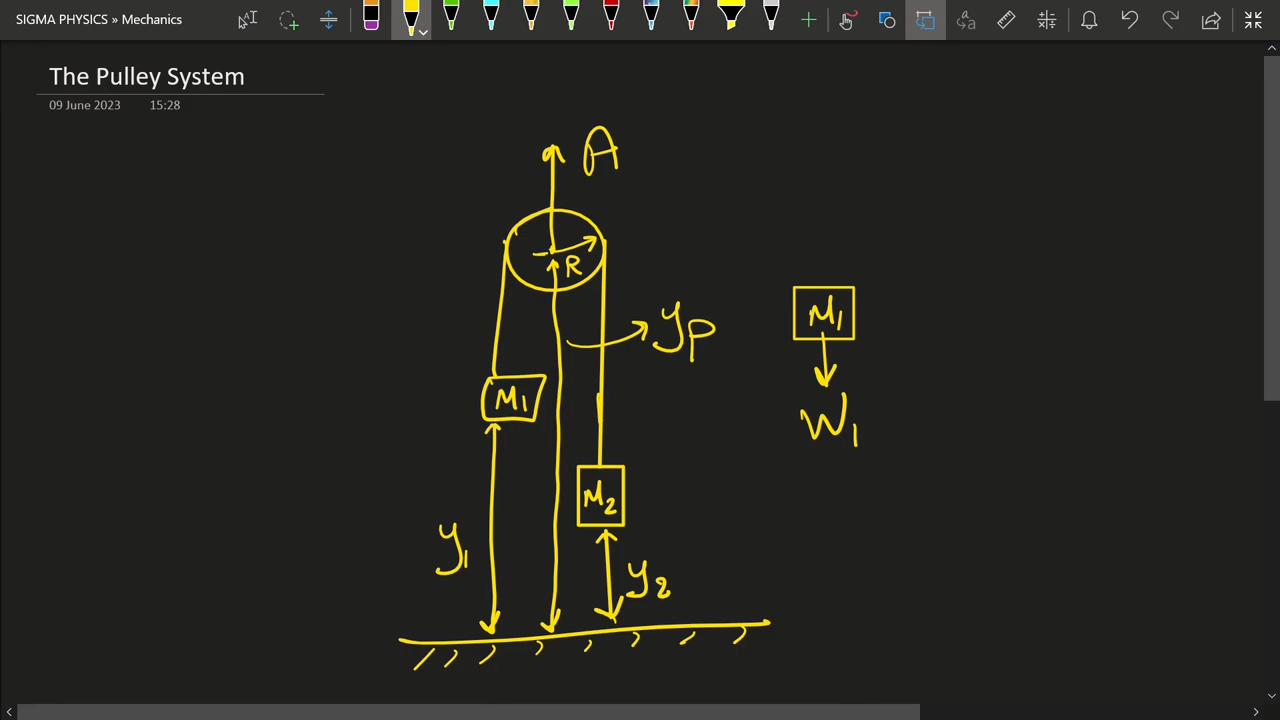 SIGMA PHYSICS » Mechanics
The Pulley System
09 June 2023 15:28
A
R
yp
M1
M1
W1
M2
y1
y2